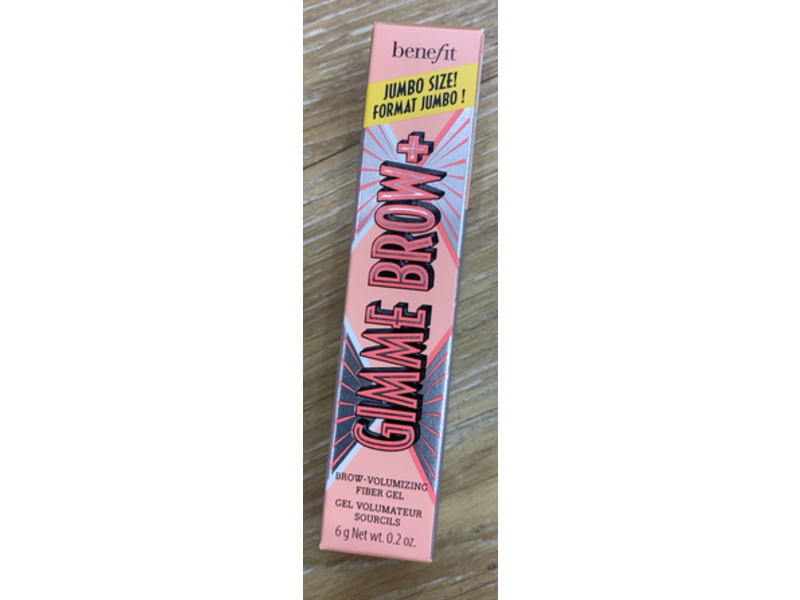 benefit
JUMBO SIZE!
FORMAT JUMBO !
GIMME BROW+
BROW-VOLUMIZING
FIBER GEL
GEL VOLUMATEUR
SOURCILS
6 g Net wt. 0.2 oz.